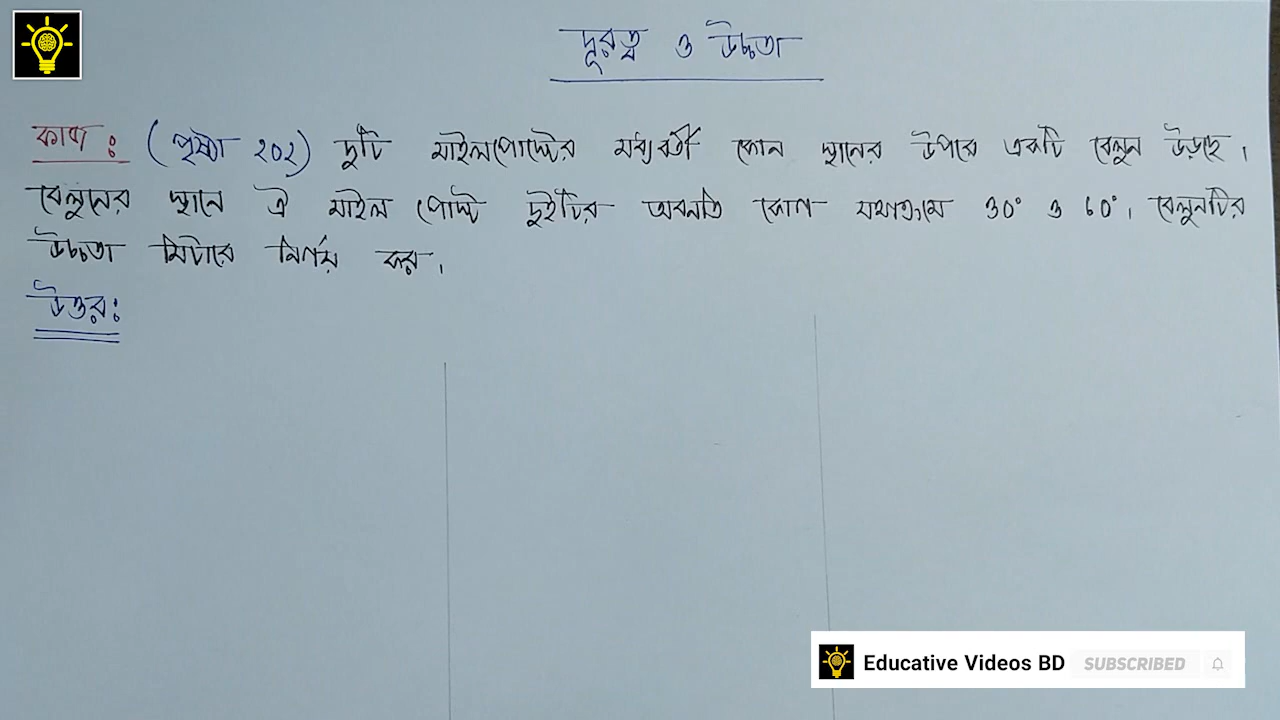 দূরত্ব ও উচ্চতা
কাজ: (পৃষ্ঠা ২০২) দুটি মাইলপোস্টের মধ্যবর্তী কোন স্থানের উপরে একটি বেলুন উড়ছে।
বেলুনের স্থানে ঐ মাইল পোস্ট দুইটির অবনতি কোণ যথাক্রমে 30° ও 60°। বেলুনটির
উচ্চতা মিটারে নির্ণয় কর।
উত্তর:
Educative Videos BD SUBSCRIBED